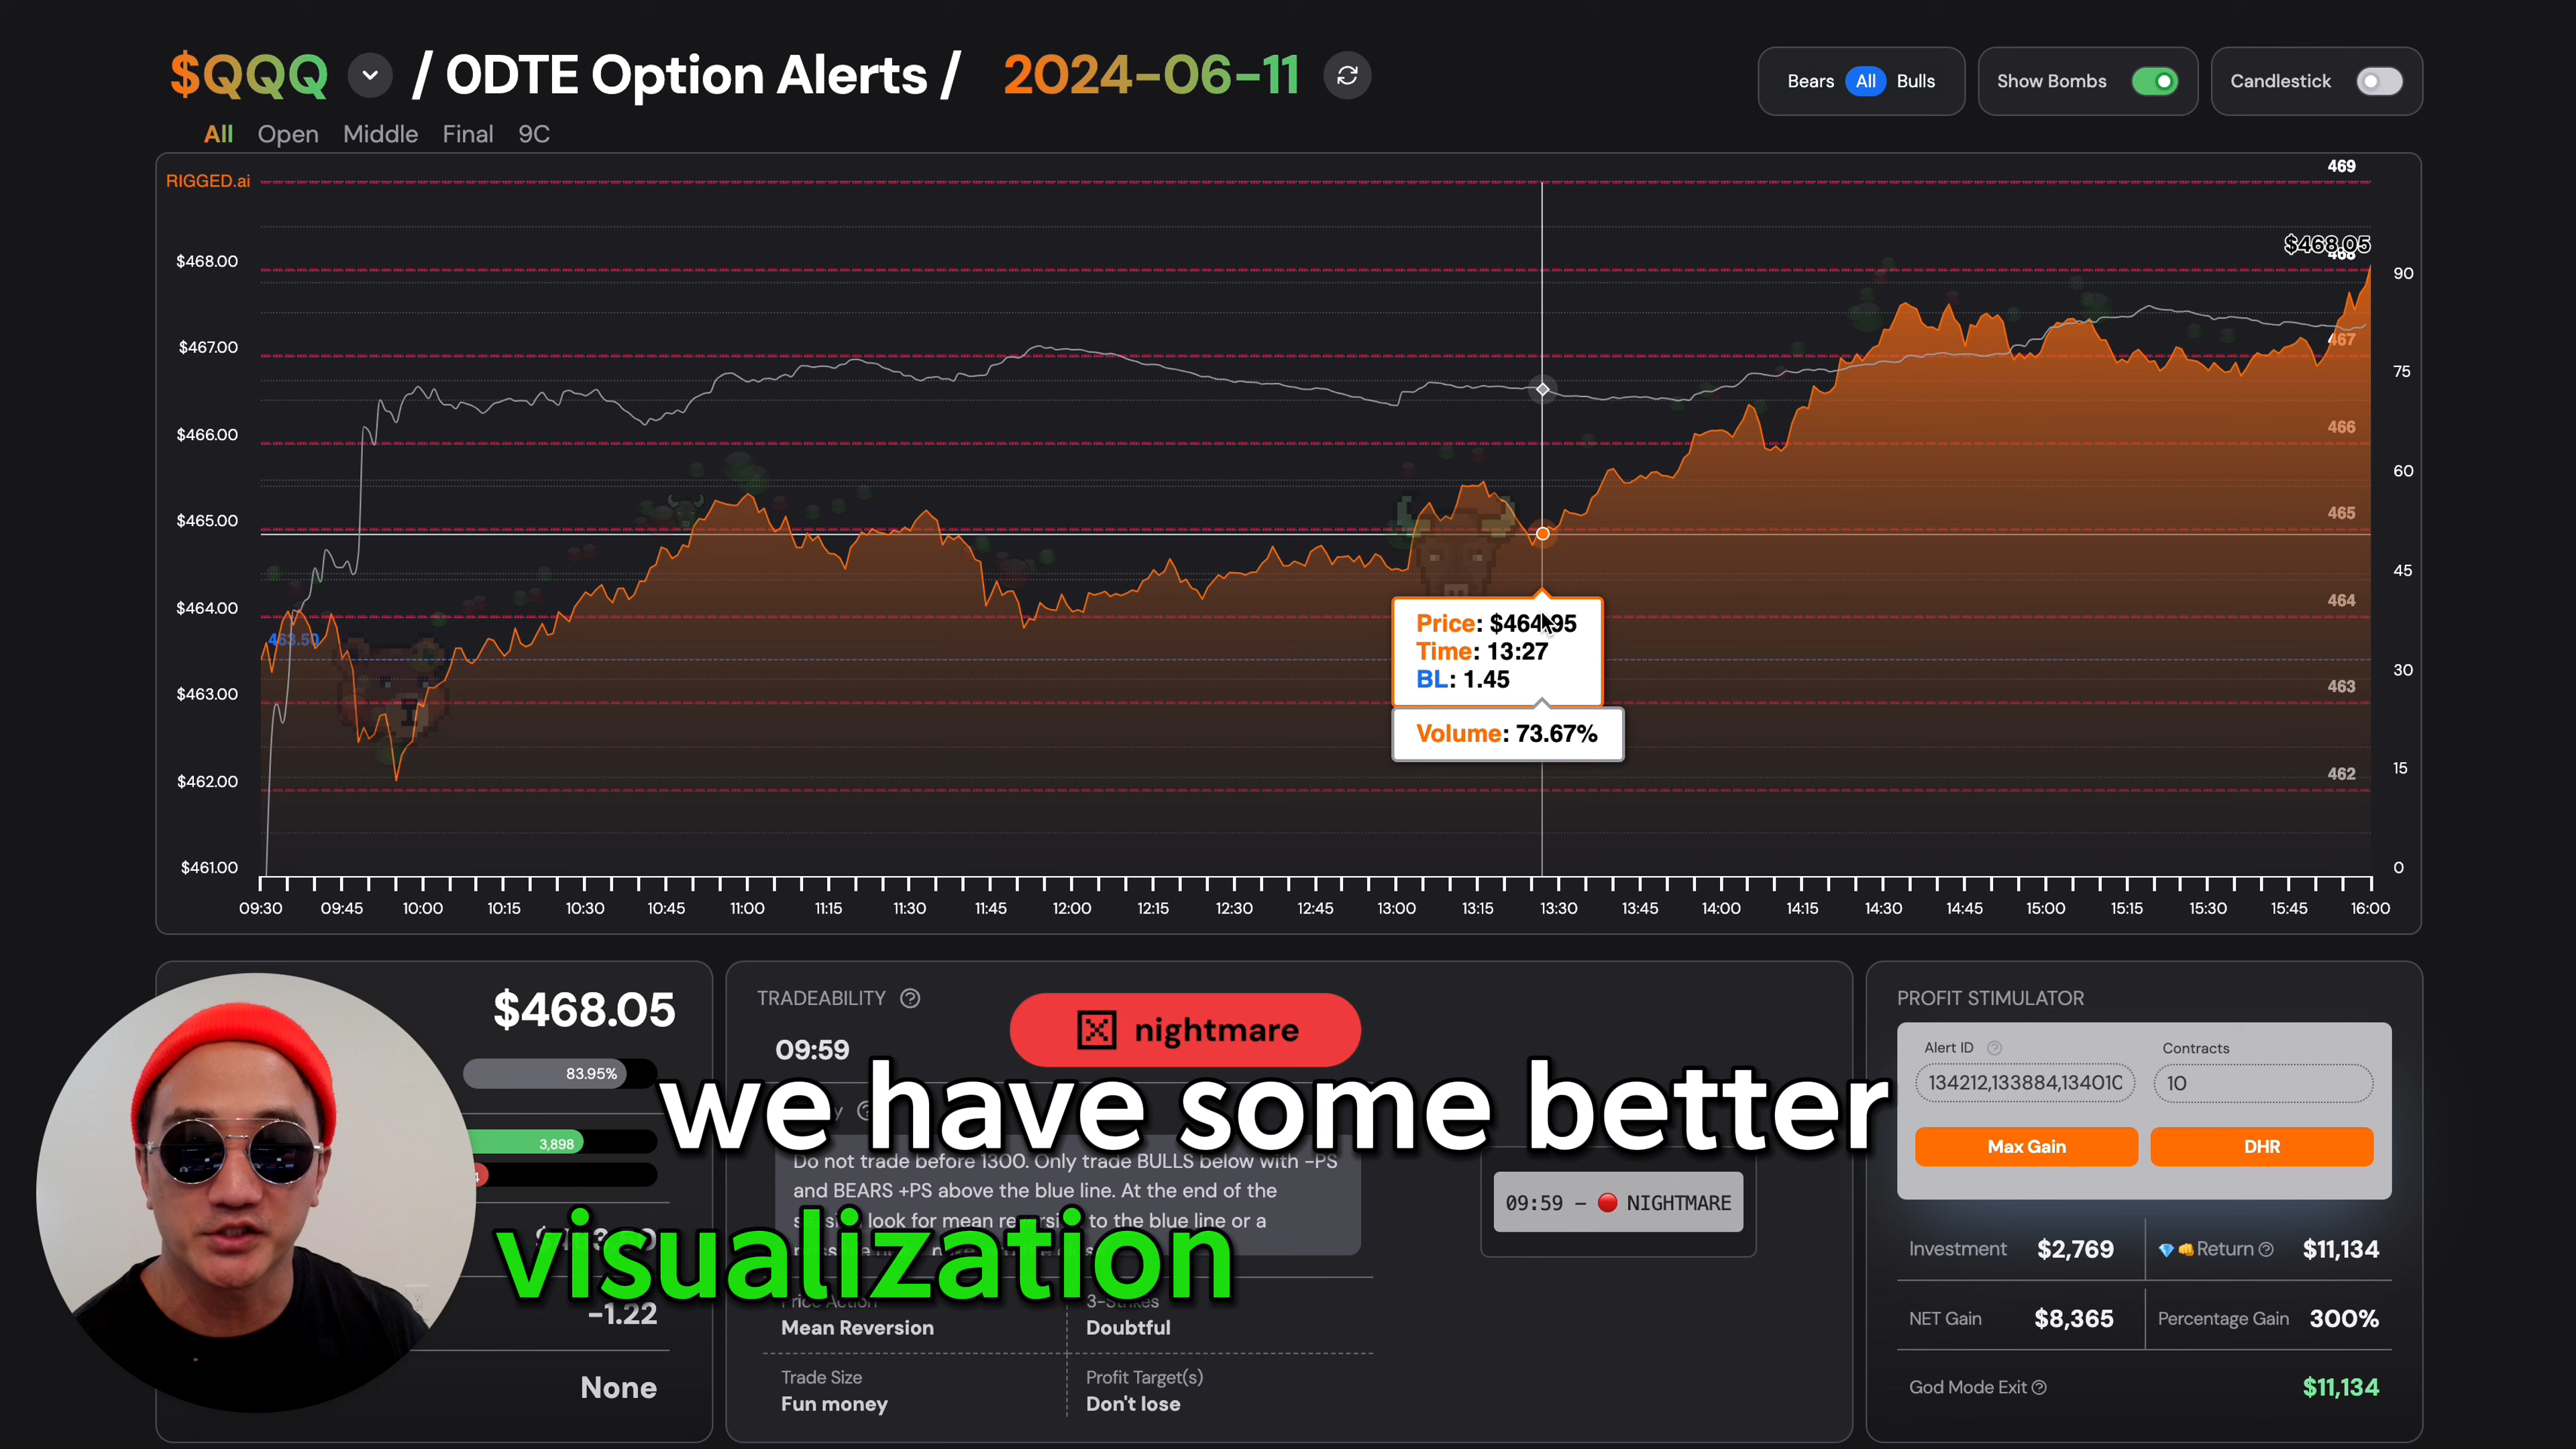 $QQQ / 0DTE Option Alerts / 2024-06-11
Bears All Bulls
Show Bombs
Candlestick
All Open Middle Final 9C
RIGGED.ai
469
$468.05
468
$468.00
90
$467.00
467
75
$466.00
466
60
$465.00
465
45
$464.00
464
463.50
30
$463.00
463
$462.00
462
15
$461.00
0
Price: $464.95
Time: 13:27
BL: 1.45
Volume: 73.67%
09:30 09:45 10:00 10:15 10:30 10:45 11:00 11:15 11:30 11:45 12:00 12:15 12:30 12:45 13:00 13:15 13:30 13:45 14:00 14:15 14:30 14:45 15:00 15:15 15:30 15:45 16:00
$468.05
83.95%
3,898
-1.22
None
TRADEABILITY
09:59
nightmare
we have some better
visualization
Do not trade before 1300. Only trade BULLS below with -PS
and BEARS +PS above the blue line. At the end of the
look for mean to the blue line or a
09:59 - NIGHTMARE
Price Action
Mean Reversion
3-Strikes
Doubtful
Trade Size
Fun money
Profit Target(s)
Don't lose
PROFIT STIMULATOR
Alert ID
Contracts
134212,133884,134010
10
Max Gain
DHR
Investment $2,769
Return $11,134
NET Gain $8,365
Percentage Gain 300%
God Mode Exit
$11,134